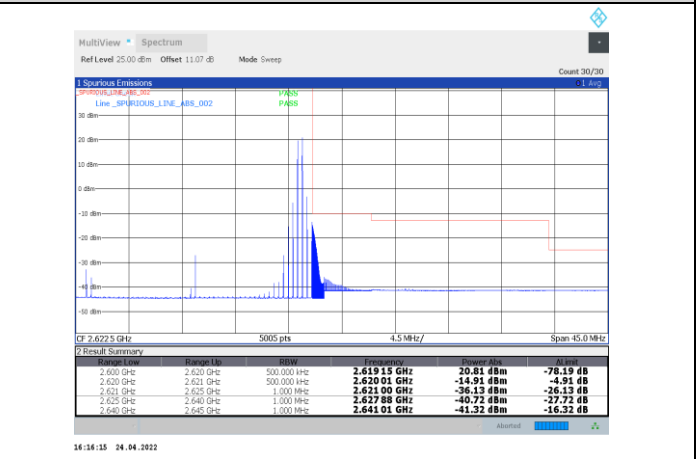 MultiView Spectrum
Ref Level 25.00 dBm Offset 11.07 dB Mode Sweep
Count 30/30
1 Spurious Emissions 1 Avg
_SPURIOUS_LINE_ABS_002 PASS
Line _SPURIOUS_LINE_ABS_002 PASS
30 dBm
20 dBm
10 dBm
0 dBm
-10 dBm
-20 dBm
-30 dBm
-40 dBm
-50 dBm
CF 2.6225 GHz 5005 pts 4.5 MHz/ Span 45.0 MHz
2 Result Summary
Range Low Range Up RBW Frequency Power Abs ΔLimit
2.600 GHz 2.620 GHz 500.000 kHz 2.619 15 GHz 20.81 dBm -78.19 dB
2.620 GHz 2.621 GHz 500.000 kHz 2.620 01 GHz -14.91 dBm -4.91 dB
2.621 GHz 2.625 GHz 1.000 MHz 2.621 00 GHz -36.13 dBm -26.13 dB
2.625 GHz 2.640 GHz 1.000 MHz 2.627 88 GHz -40.72 dBm -27.72 dB
2.640 GHz 2.645 GHz 1.000 MHz 2.641 01 GHz -41.32 dBm -16.32 dB
Aborted
16:16:15 24.04.2022